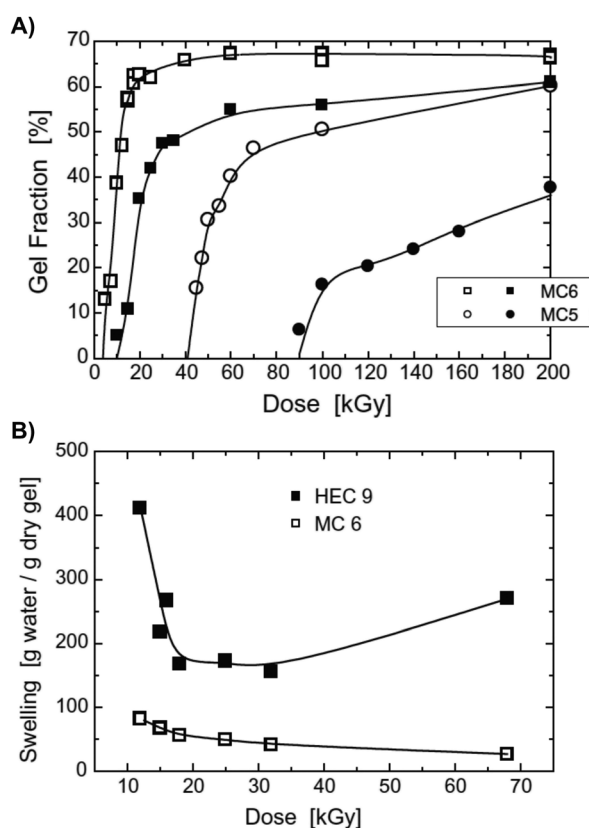 A)
Gel Fraction [%]
70
60
50
40
30
20
10
0
MC6
MC5
0 20 40 60 80 100 120 140 160 180 200
Dose [kGy]
B)
Swelling [g water / g dry gel]
500
400
300
200
100
0
HEC 9
MC 6
10 20 30 40 50 60 70
Dose [kGy]